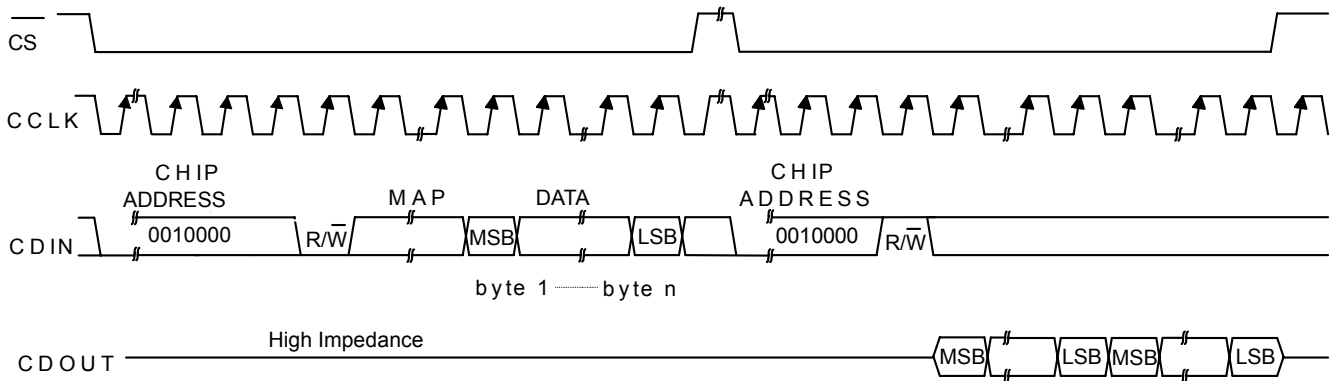 CS
CCLK
CHIP
ADDRESS
MAP
DATA
CHIP
ADDRESS
CDIN
0010000
R/W
MSB
LSB
0010000
R/W
byte 1
byte n
High Impedance
CDOUT
MSB
LSB
MSB
LSB